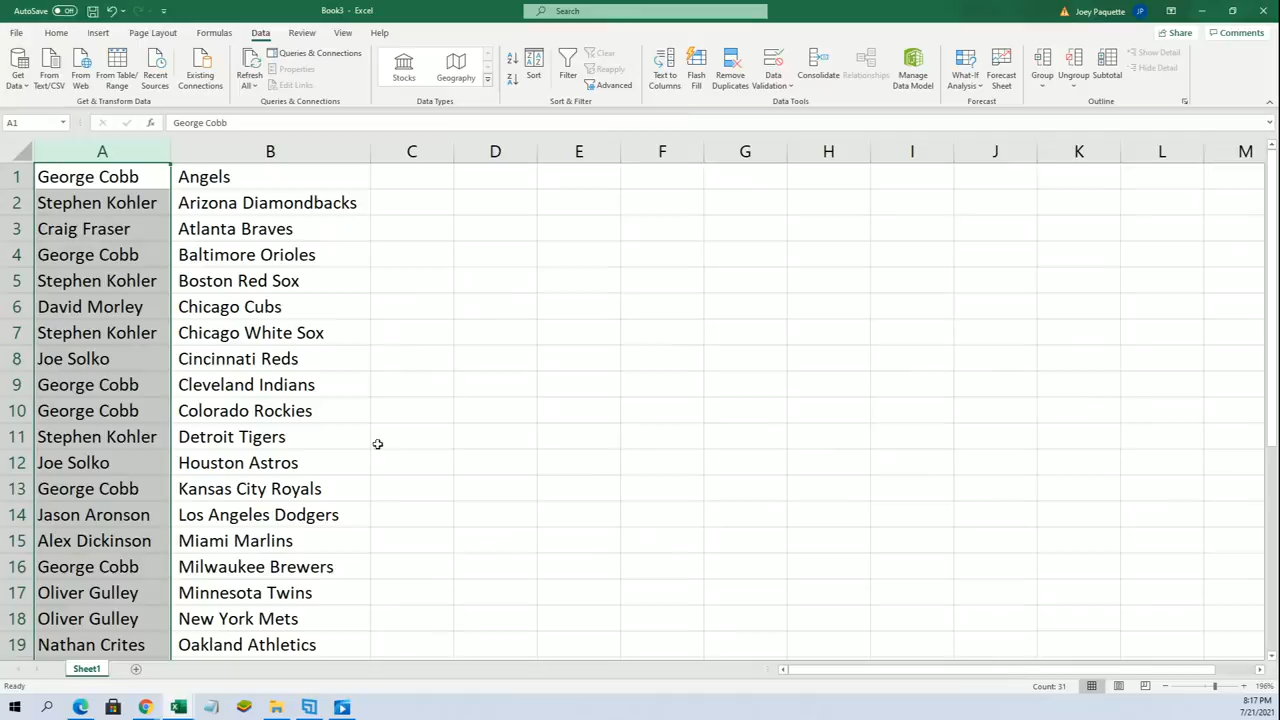 AutoSave Off Book3 - Excel Search Joey Paquette JP
File Home Insert Page Layout Formulas Data Review View Help Share Comments
Get Data From Text/CSV From Web From Table/Range Recent Sources Existing Connections
Refresh All Queries & Connections Properties Edit Links
Stocks Geography
Sort Filter Clear Reapply Advanced
Text to Columns Flash Fill Remove Duplicates Data Validation Consolidate Relationships Manage Data Model
What-If Analysis Forecast Sheet Group Ungroup Subtotal Show Detail Hide Detail
Get & Transform Data Queries & Connections Data Types Sort & Filter Data Tools Forecast Outline
A1 fx George Cobb
A B C D E F G H I J K L M
1 George Cobb Angels
2 Stephen Kohler Arizona Diamondbacks
3 Craig Fraser Atlanta Braves
4 George Cobb Baltimore Orioles
5 Stephen Kohler Boston Red Sox
6 David Morley Chicago Cubs
7 Stephen Kohler Chicago White Sox
8 Joe Solko Cincinnati Reds
9 George Cobb Cleveland Indians
10 George Cobb Colorado Rockies
11 Stephen Kohler Detroit Tigers
12 Joe Solko Houston Astros
13 George Cobb Kansas City Royals
14 Jason Aronson Los Angeles Dodgers
15 Alex Dickinson Miami Marlins
16 George Cobb Milwaukee Brewers
17 Oliver Gulley Minnesota Twins
18 Oliver Gulley New York Mets
19 Nathan Crites Oakland Athletics
Sheet1
Ready Count: 31 196%
8:17 PM
7/21/2021